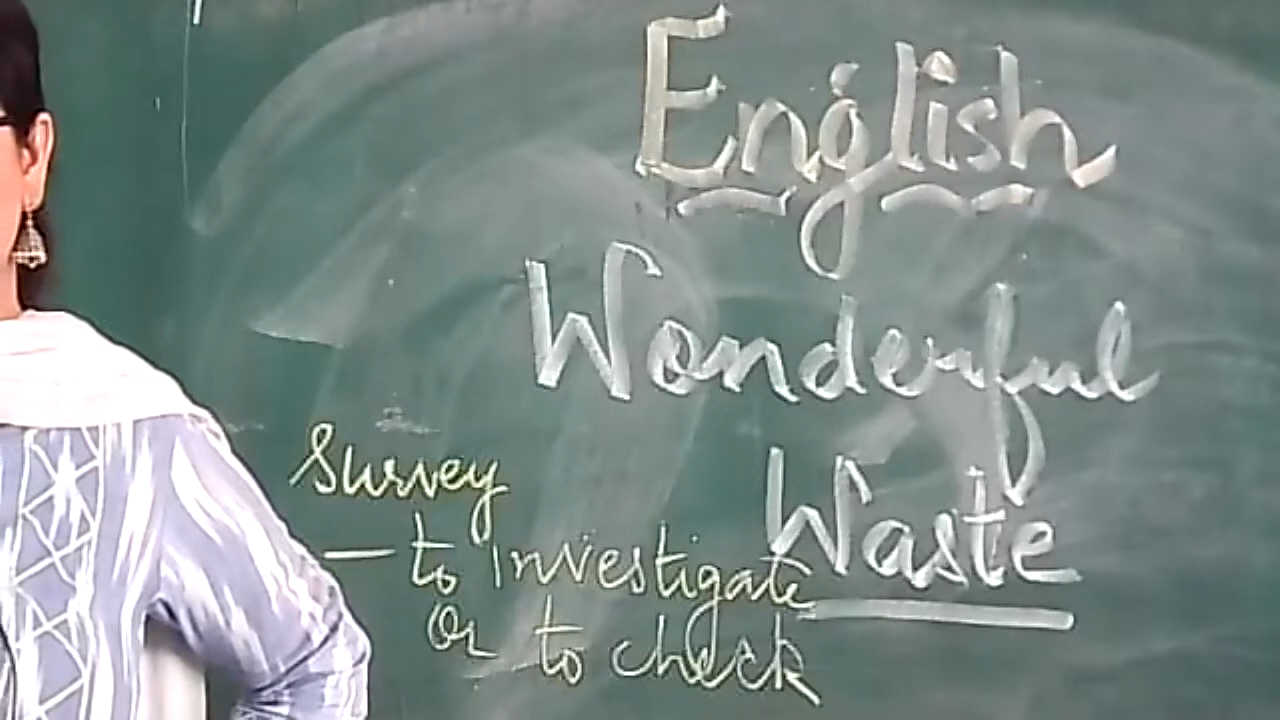 English
Wonderful
Waste
Survey
— to Investigate
Or to check